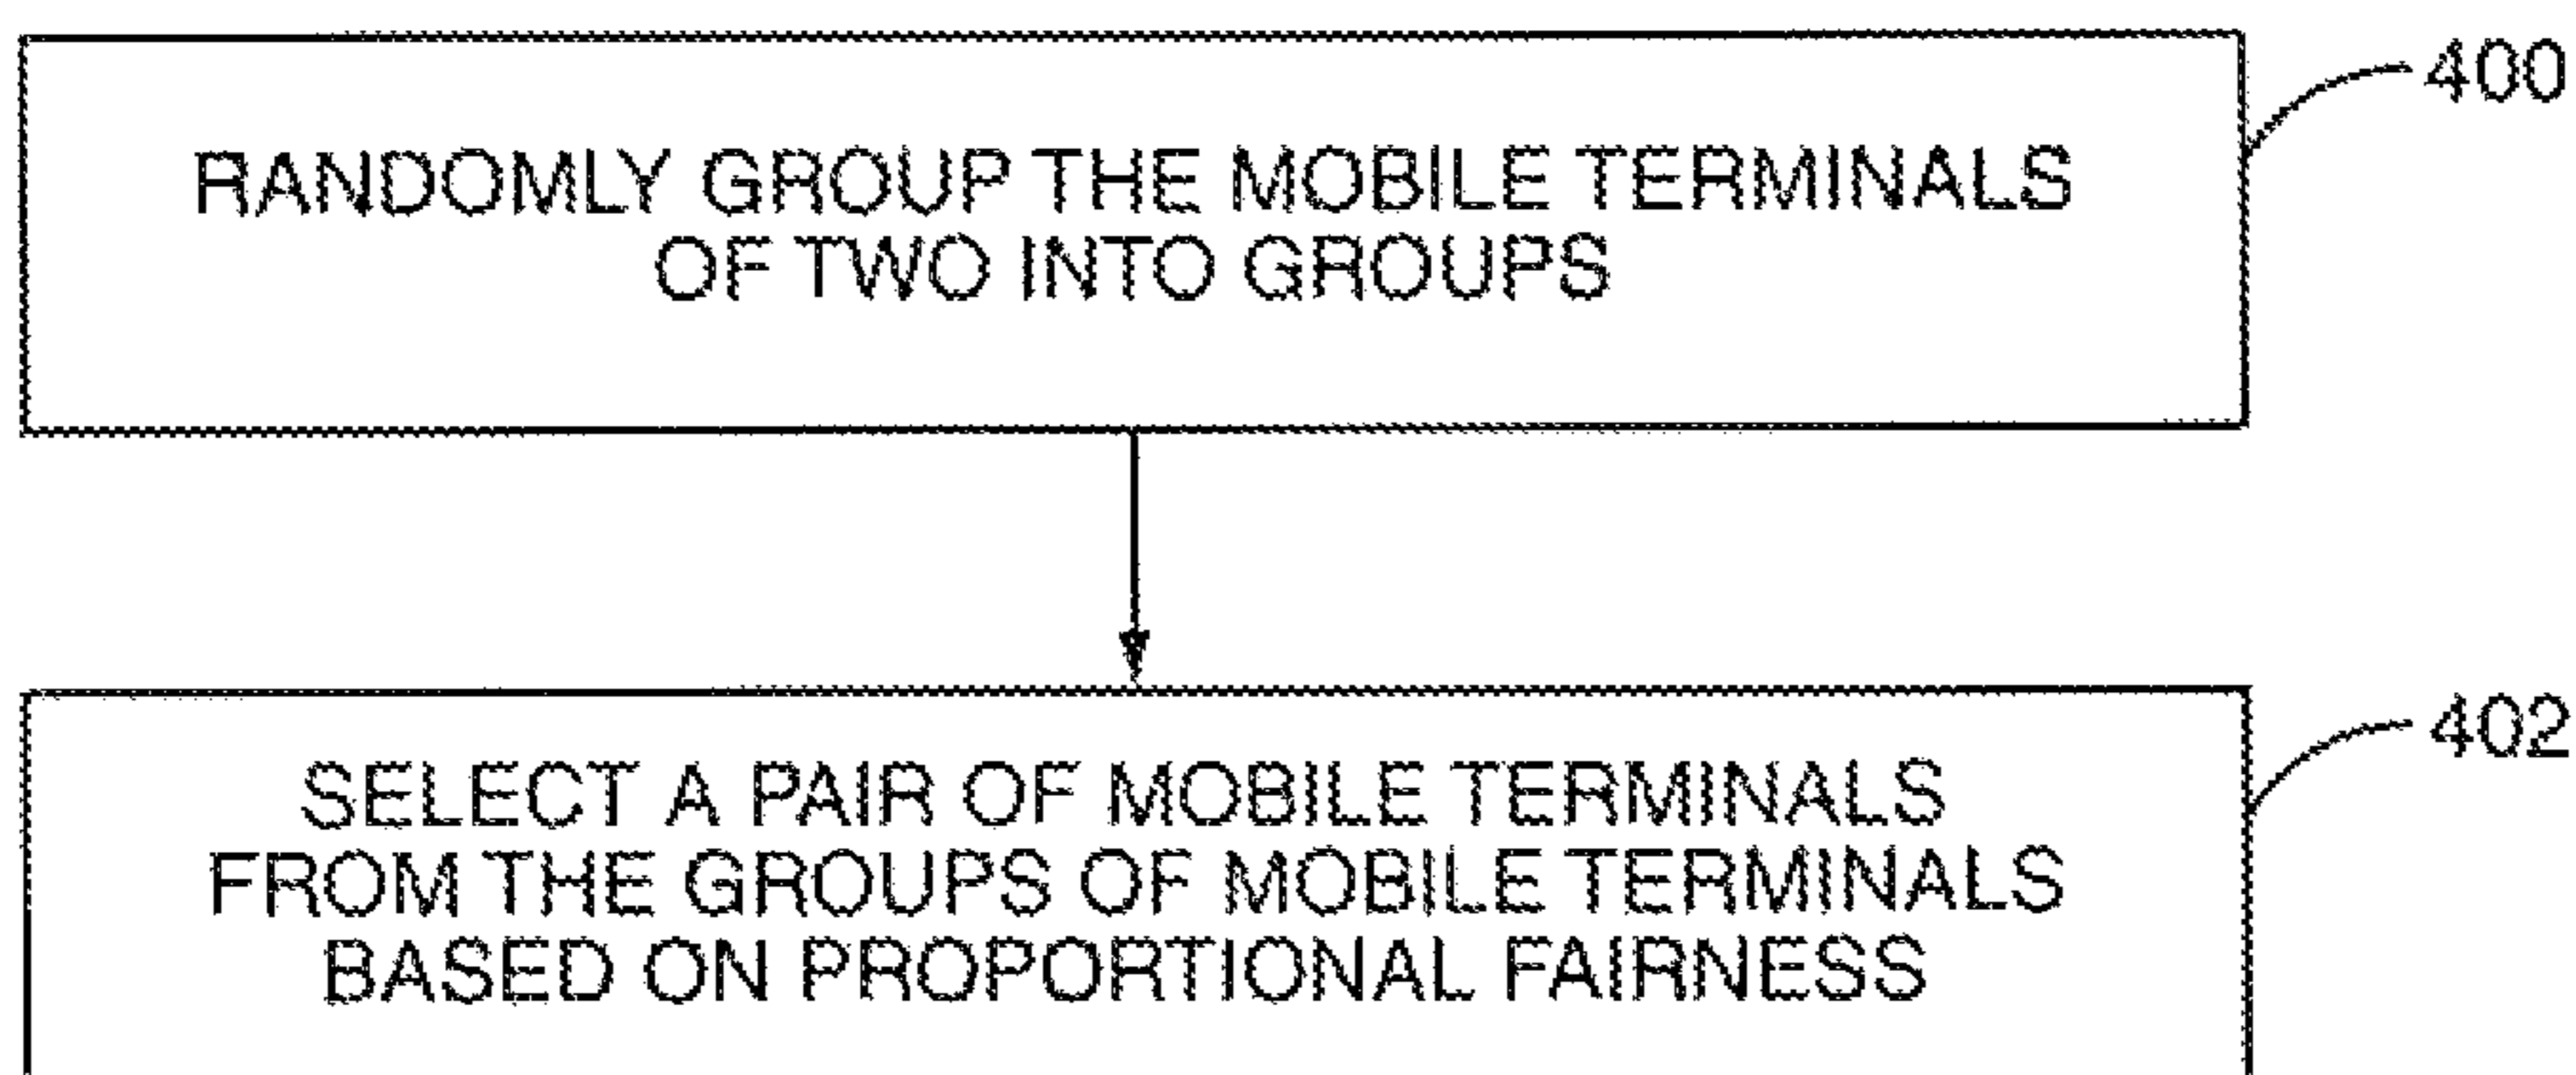 400
RANDOMLY GROUP THE MOBILE TERMINALS
OF TWO INTO GROUPS
402
SELECT A PAIR OF MOBILE TERMINALS
FROM THE GROUPS OF MOBILE TERMINALS
BASED ON PROPORTIONAL FAIRNESS